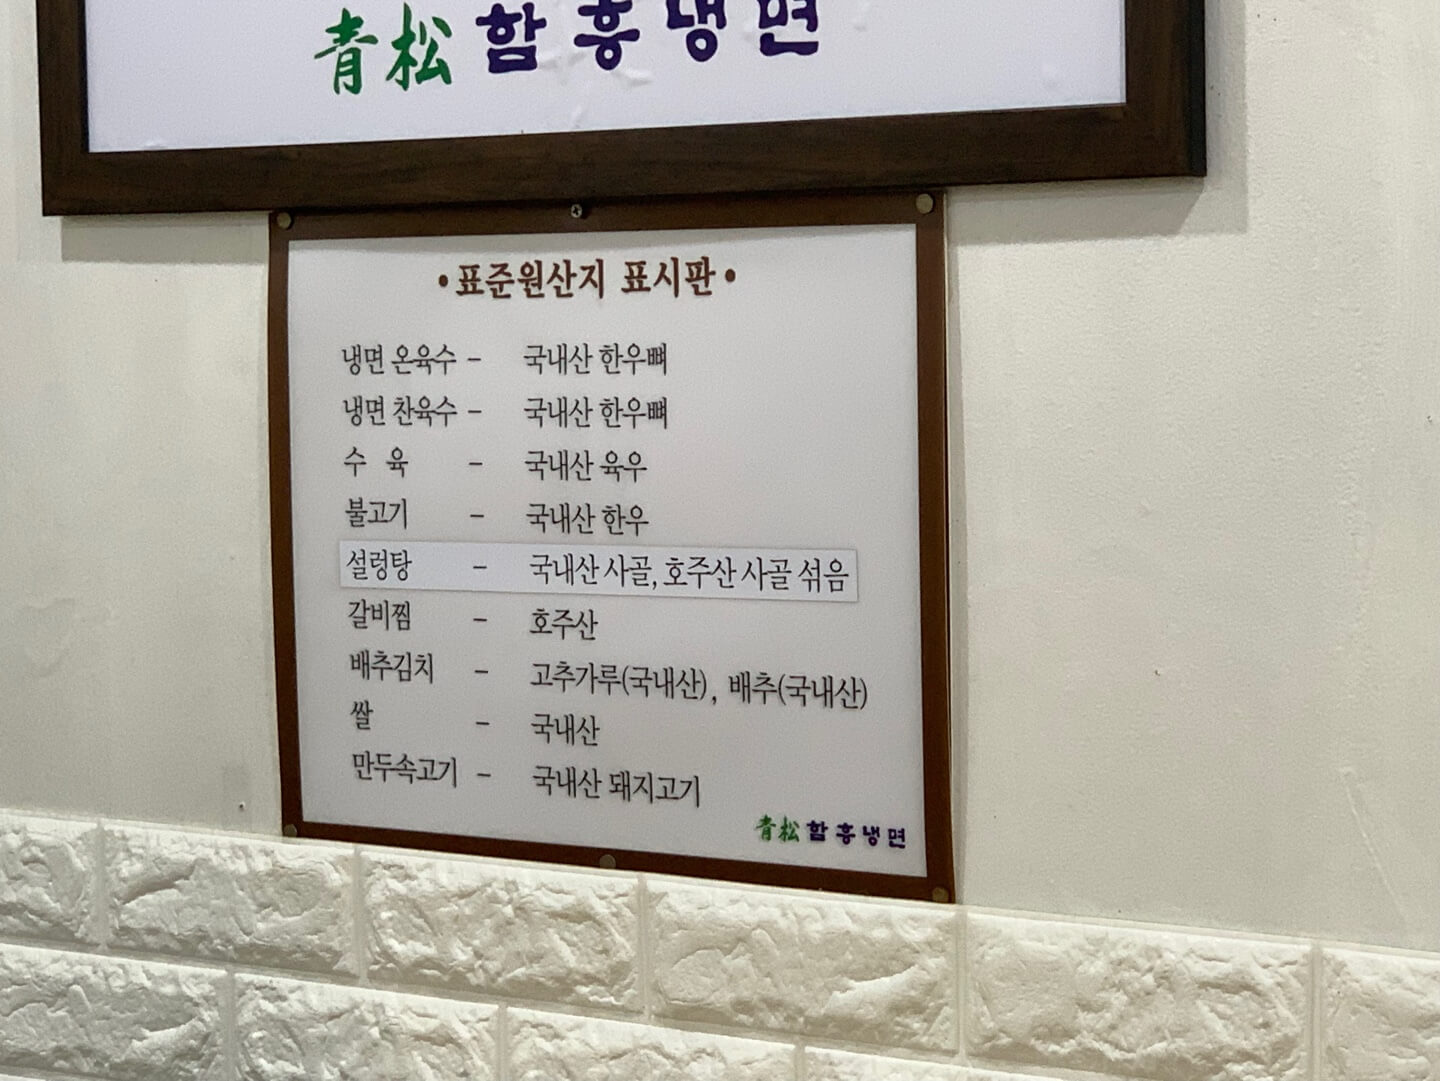 青松 함흥냉면
• 표준원산지 표시판 •
냉면 온육수 - 국내산 한우뼈
냉면 찬육수 - 국내산 한우뼈
수 육 - 국내산 육우
불고기 - 국내산 한우
설렁탕 - 국내산 사골, 호주산 사골 섞음
갈비찜 - 호주산
배추김치 - 고추가루(국내산), 배추(국내산)
쌀 - 국내산
만두속고기 - 국내산 돼지고기
青松 함흥냉면